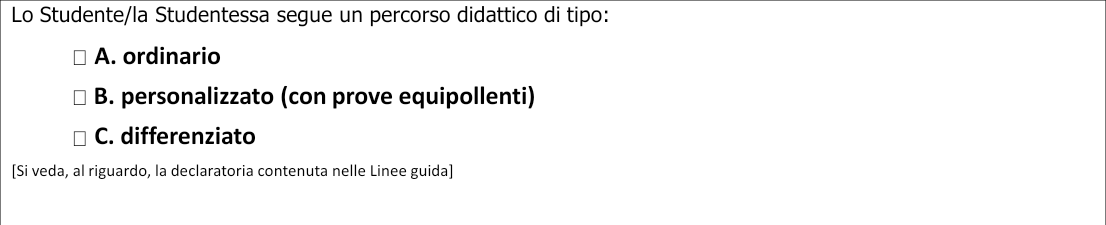 Lo Studente/la Studentessa segue un percorso didattico di tipo:
☐ A. ordinario
☐ B. personalizzato (con prove equipollenti)
☐ C. differenziato
[Si veda, al riguardo, la declaratoria contenuta nelle Linee guida]